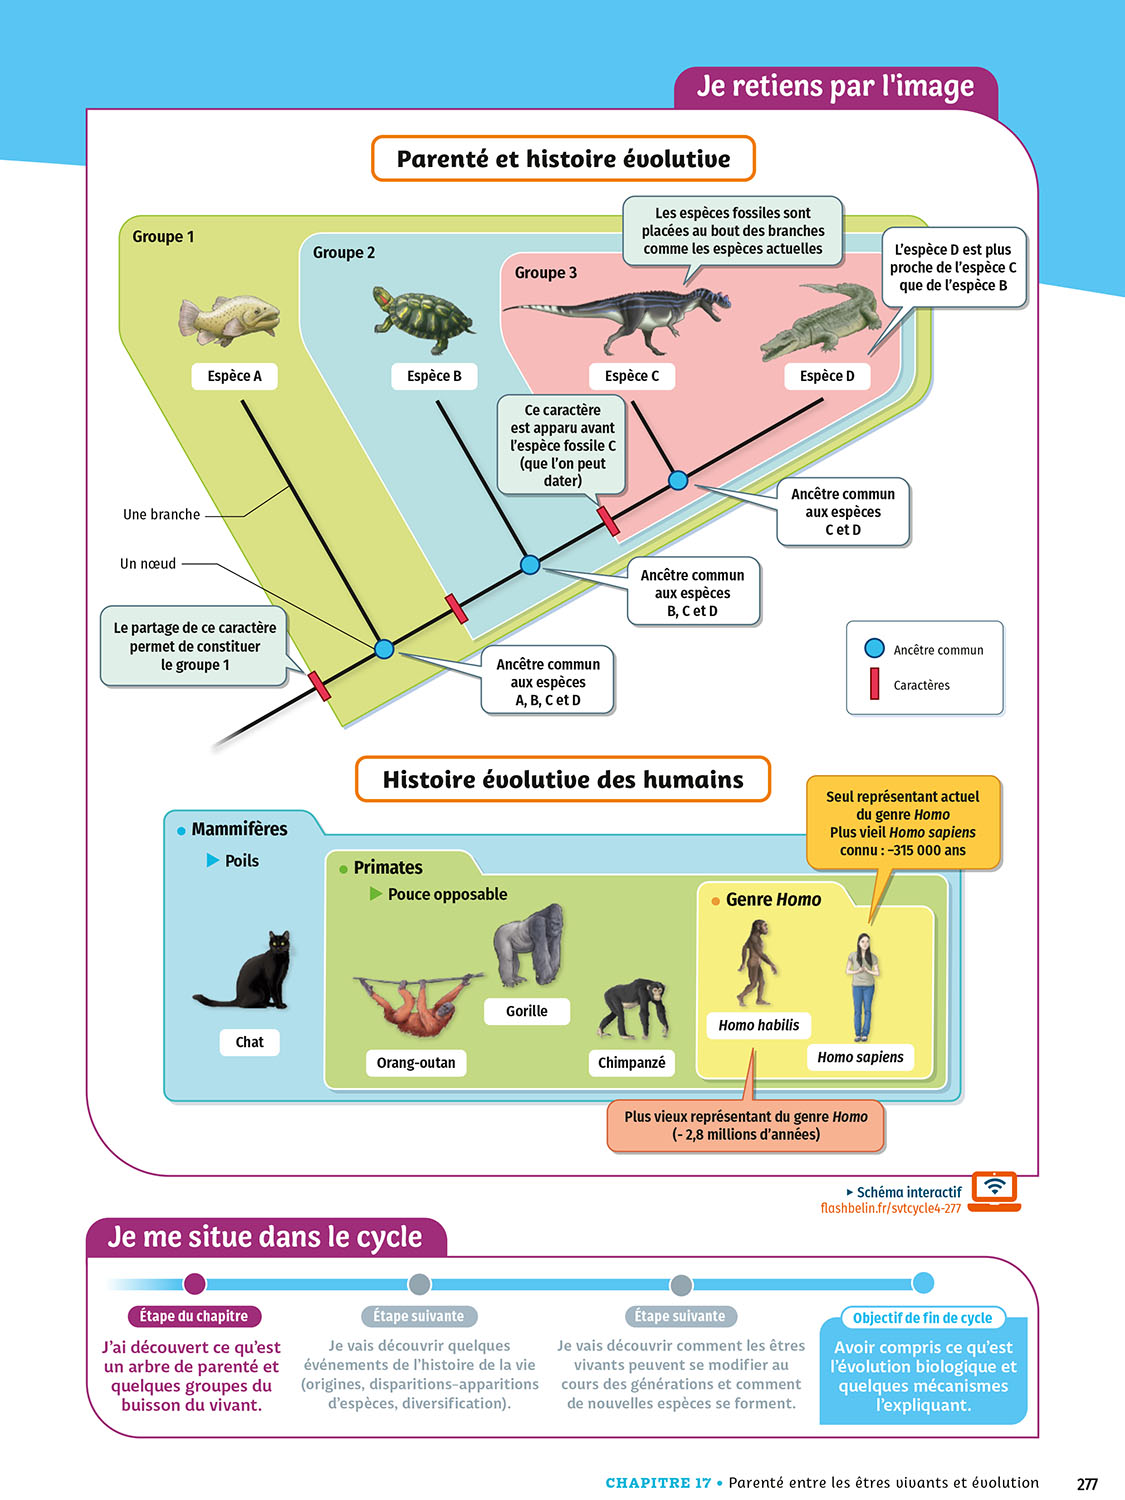 Je retiens par l'image
Parenté et histoire évolutive
Groupe 1
Groupe 2
Groupe 3
Les espèces fossiles sont
placées au bout des branches
comme les espèces actuelles
L'espèce D est plus
proche de l'espèce C
que de l'espèce B
Espèce A
Espèce B
Espèce C
Espèce D
Ce caractère
est apparu avant
l'espèce fossile C
(que l'on peut
dater)
Une branche
Un nœud
Ancêtre commun
aux espèces
C et D
Ancêtre commun
aux espèces
B, C et D
Le partage de ce caractère
permet de constituer
le groupe 1
Ancêtre commun
aux espèces
A, B, C et D
Ancêtre commun
Caractères
Histoire évolutive des humains
Seul représentant actuel
du genre Homo
Plus vieil Homo sapiens
connu : –315 000 ans
• Mammifères
▶ Poils
• Primates
▶ Pouce opposable
• Genre Homo
Chat
Orang-outan
Gorille
Chimpanzé
Homo habilis
Homo sapiens
Plus vieux représentant du genre Homo
(- 2,8 millions d'années)
▸ Schéma interactif
flashbelin.fr/svtcycle4-277
Je me situe dans le cycle
Étape du chapitre
J'ai découvert ce qu'est
un arbre de parenté et
quelques groupes du
buisson du vivant.
Étape suivante
Je vais découvrir quelques
événements de l'histoire de la vie
(origines, disparitions-apparitions
d'espèces, diversification).
Étape suivante
Je vais découvrir comment les êtres
vivants peuvent se modifier au
cours des générations et comment
de nouvelles espèces se forment.
Objectif de fin de cycle
Avoir compris ce qu'est
l'évolution biologique et
quelques mécanismes
l'expliquant.
CHAPITRE 17 • Parenté entre les êtres vivants et évolution 277